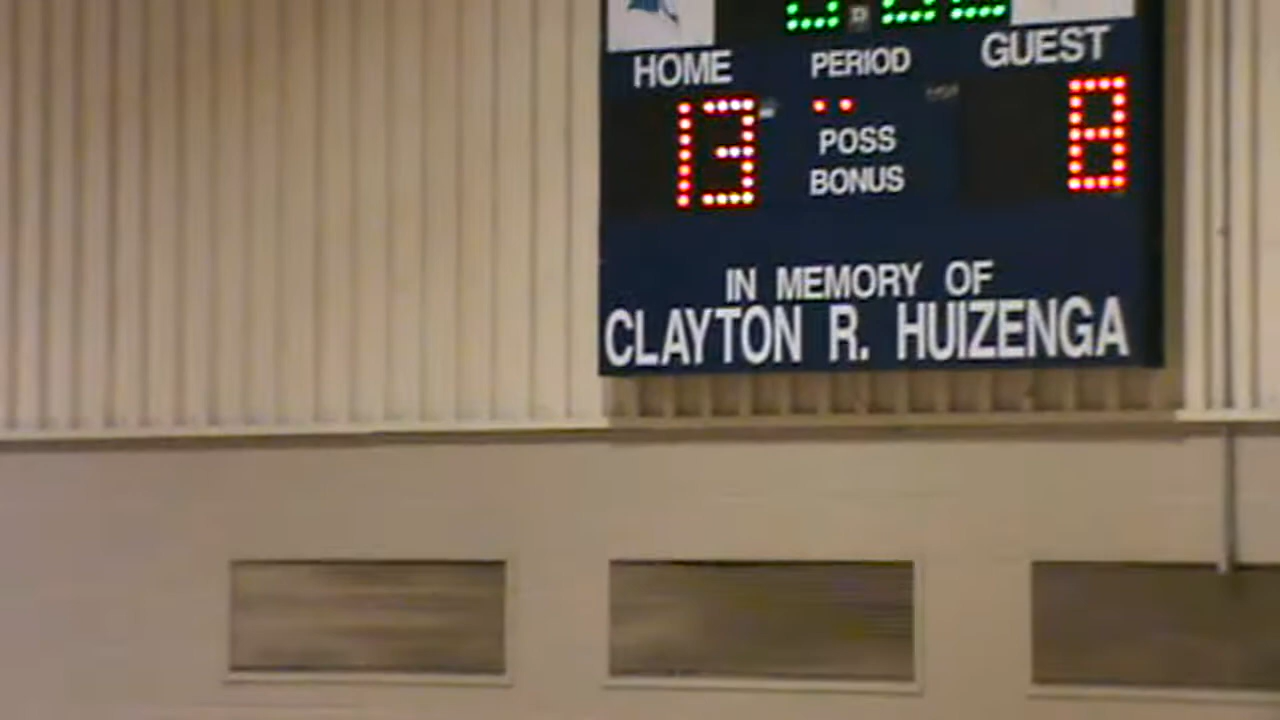 HOME PERIOD GUEST
13 8
POSS
BONUS
IN MEMORY OF
CLAYTON R. HUIZENGA